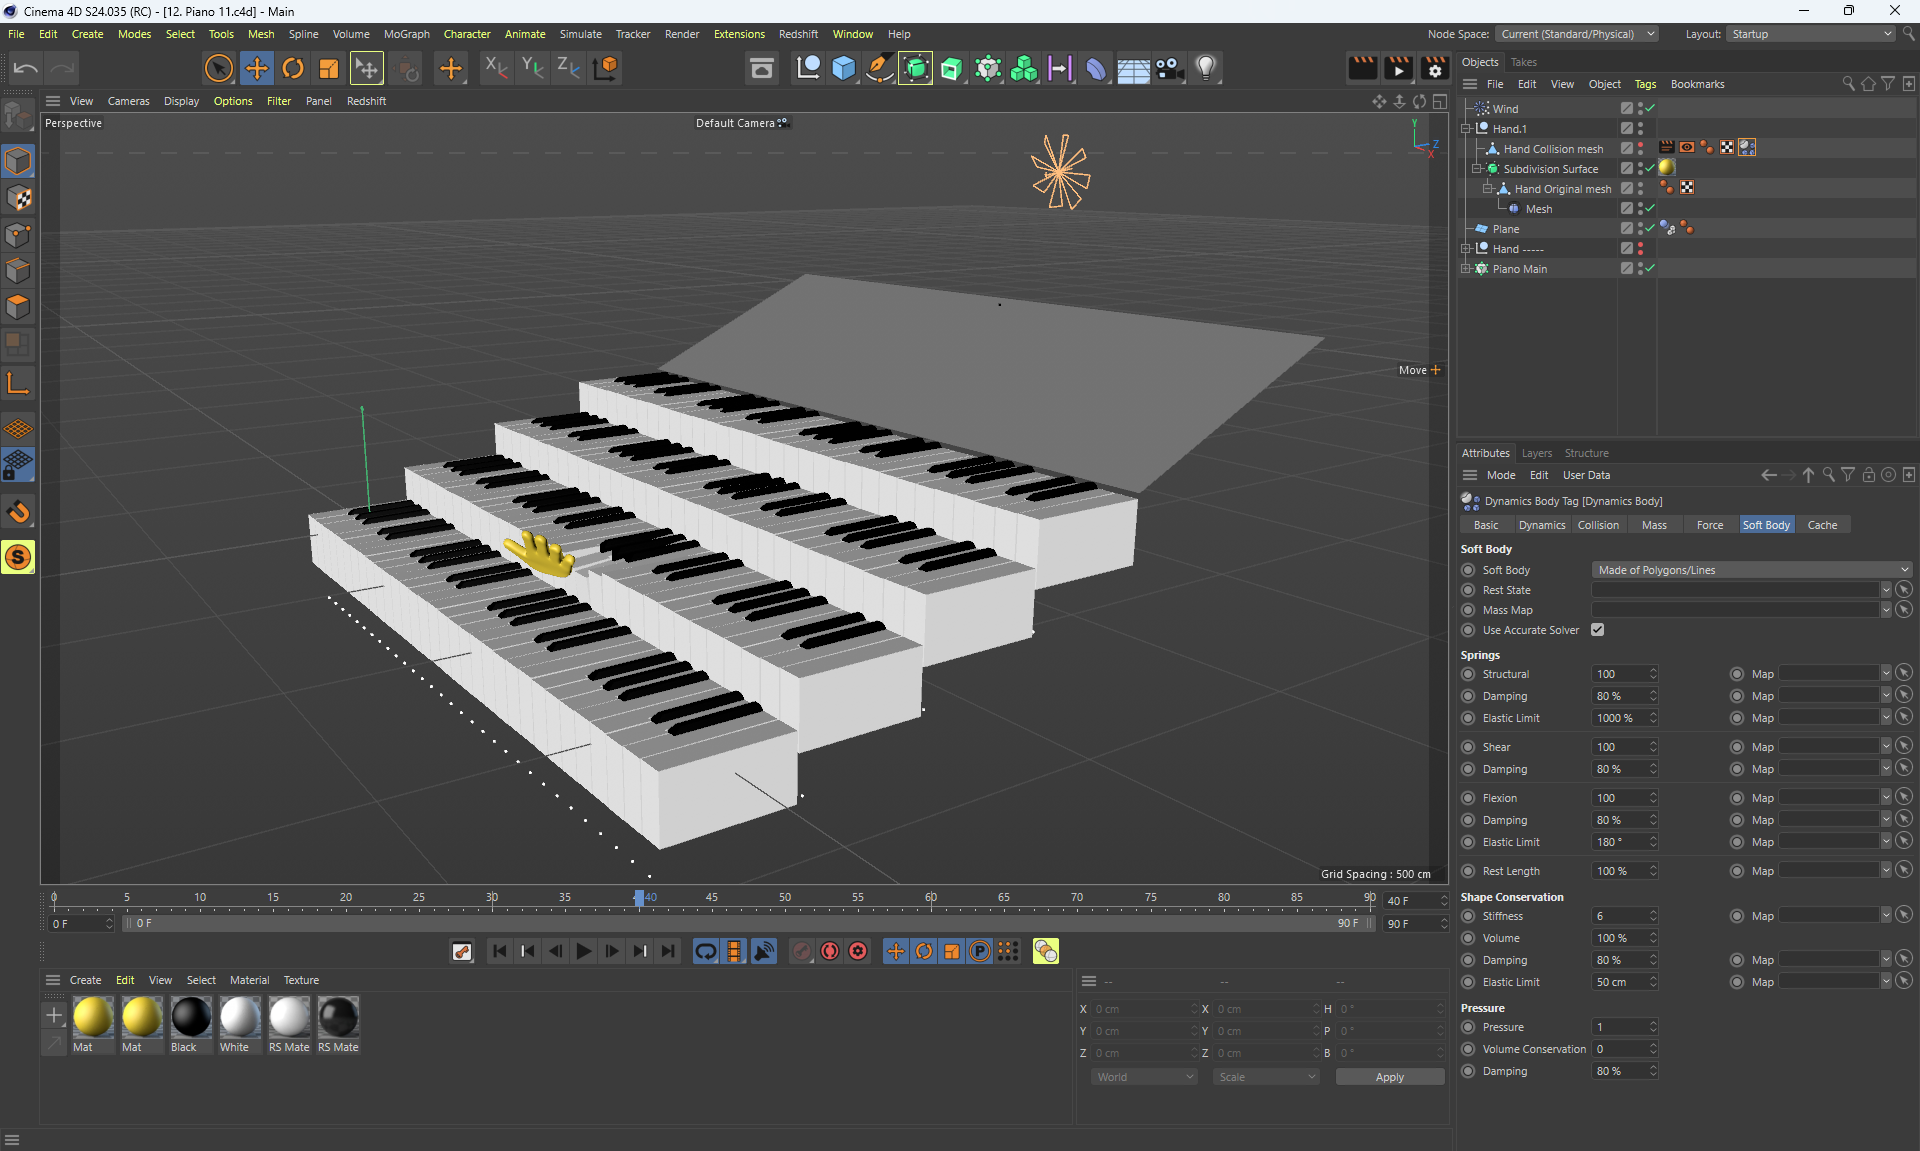 Cinema 4D S24.035 (RC) - [12. Piano 11.c4d] - Main
File Edit Create Modes Select Tools Mesh Spline Volume MoGraph Character Animate Simulate Tracker Render Extensions Redshift Window Help
Node Space: Current (Standard/Physical) Layout: Startup
X Y Z
Objects Takes
File Edit View Object Tags Bookmarks
View Cameras Display Options Filter Panel Redshift
Perspective
Default Camera
Y
Z
X
Move
Grid Spacing : 500 cm
Wind
Hand.1
Hand Collision mesh
Subdivision Surface
Hand Original mesh
Mesh
Plane
Hand -----
Piano Main
Attributes Layers Structure
Mode Edit User Data
Dynamics Body Tag [Dynamics Body]
Basic Dynamics Collision Mass Force Soft Body Cache
Soft Body
Soft Body Made of Polygons/Lines
Rest State
Mass Map
Use Accurate Solver
Springs
Structural 100 Map
Damping 80 % Map
Elastic Limit 1000 % Map
Shear 100 Map
Damping 80 % Map
Flexion 100 Map
Damping 80 % Map
Elastic Limit 180 ° Map
Rest Length 100 % Map
Shape Conservation
Stiffness 6 Map
Volume 100 %
Damping 80 % Map
Elastic Limit 50 cm Map
Pressure
Pressure 1
Volume Conservation 0
Damping 80 %
0 5 10 15 20 25 30 35 40 45 50 55 60 65 70 75 80 85 90
40 F
0 F 0 F 90 F 90 F
Create Edit View Select Material Texture
Mat Mat Black White RS Mate RS Mate
-- -- --
X 0 cm X 0 cm H 0 °
Y 0 cm Y 0 cm P 0 °
Z 0 cm Z 0 cm B 0 °
World Scale Apply